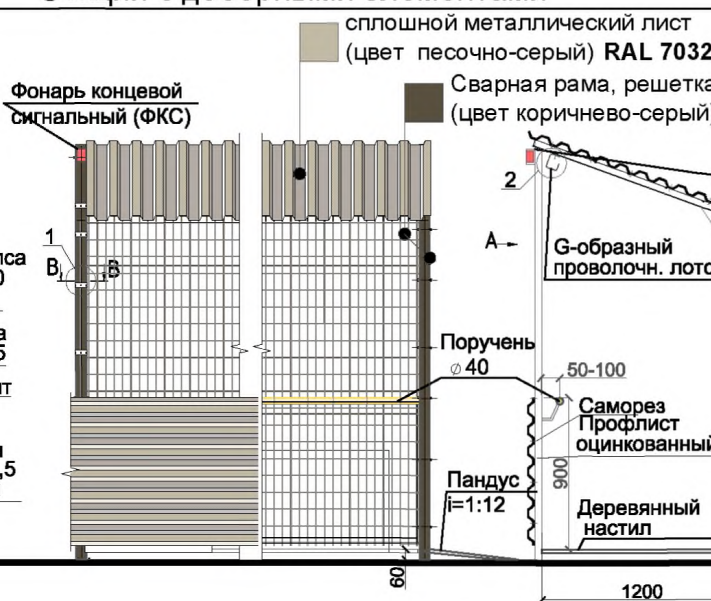 сплошной металлический лист
(цвет песочно-серый) RAL 7032
Сварная рама, решетка
(цвет коричнево-серый)
Фонарь концевой
сигнальный (ФКС)
2
1
В
В
А
G-образный
проволочн. лото
Поручень
⌀ 40
50-100
Саморез
Профлист
оцинкованный
900
Пандус
i=1:12
Деревянный
настил
60
1200